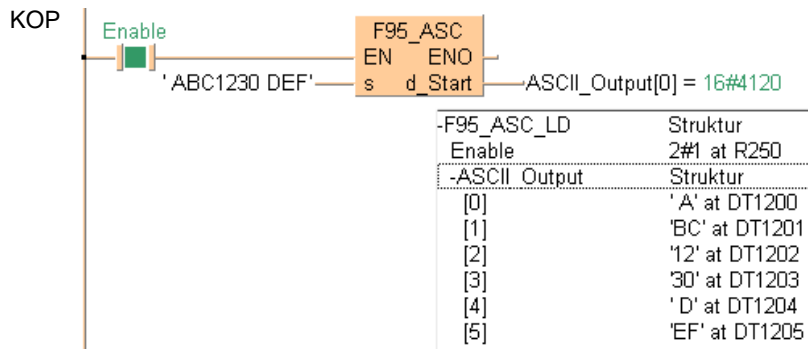 KOP
Enable
F95_ASC
EN ENO
' ABC1230 DEF' s d_Start ASCII_Output[0] = 16#4120
-F95_ASC_LD Struktur
Enable 2#1 at R250
-ASCII_Output Struktur
[0] ' A' at DT1200
[1] 'BC' at DT1201
[2] '12' at DT1202
[3] '30' at DT1203
[4] ' D' at DT1204
[5] 'EF' at DT1205